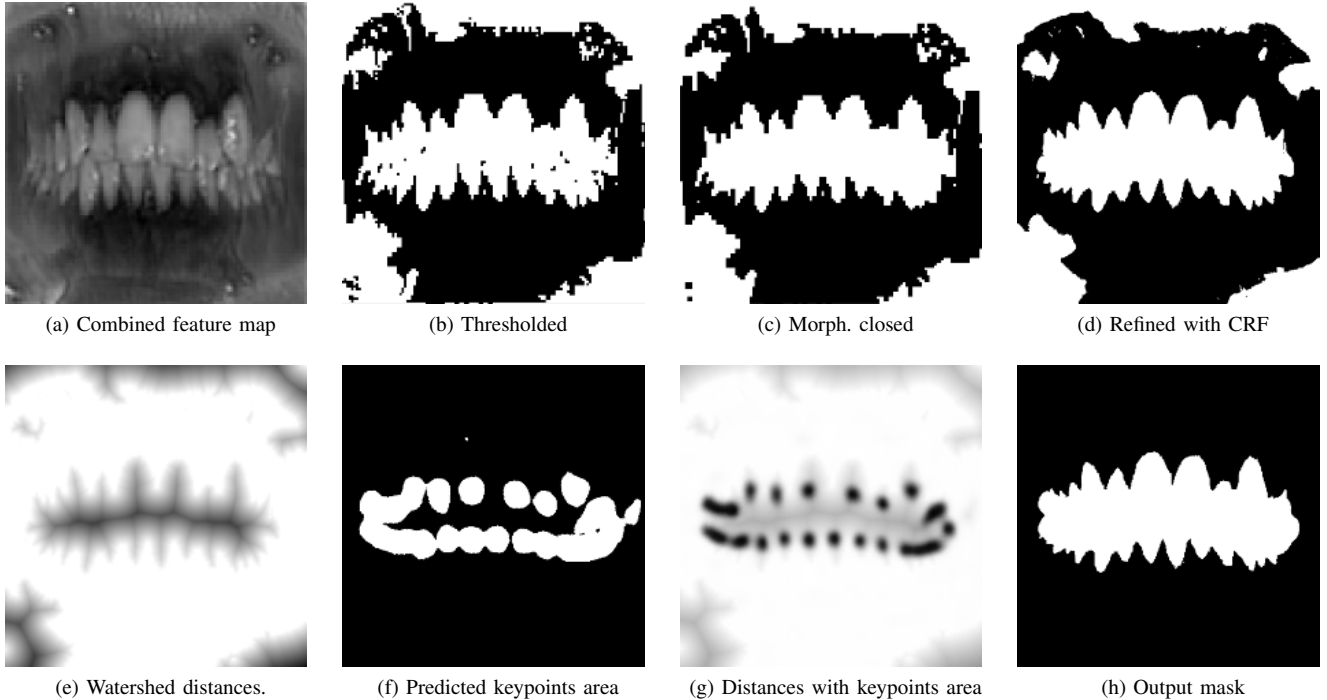 (a) Combined feature map
(b) Thresholded
(c) Morph. closed
(d) Refined with CRF
(e) Watershed distances.
(f) Predicted keypoints area
(g) Distances with keypoints area
(h) Output mask